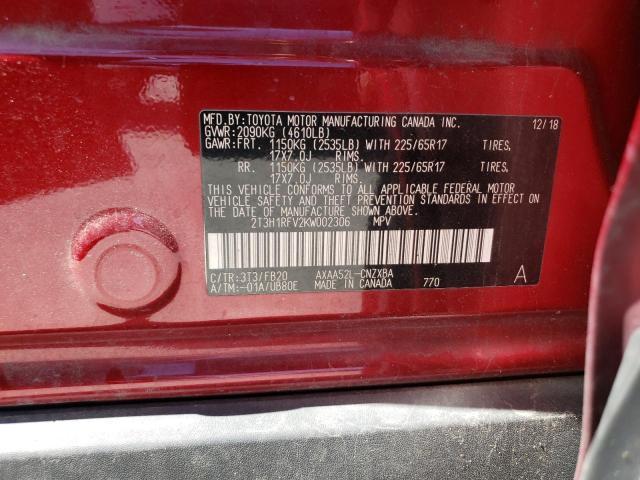 MFD.BY:TOYOTA MOTOR MANUFACTURING CANADA INC. 12/18
GVWR:2090KG (4610LB)
GAWR:FRT. 1150KG (2535LB) WITH 225/65R17 TIRES,
17X7.0J RIMS.
RR. 1150KG (2535LB) WITH 225/65R17 TIRES,
17X7.0J RIMS.
THIS VEHICLE CONFORMS TO ALL APPLICABLE FEDERAL MOTOR
VEHICLE SAFETY AND THEFT PREVENTION STANDARDS IN EFFECT
ON THE DATE OF MANUFACTURE SHOWN ABOVE.
2T3H1RFV2KW002306 MPV
C/TR:3T3/FB20 AXAA52L-CNZXBA A
A/TM:-01A/UB80E MADE IN CANADA 770